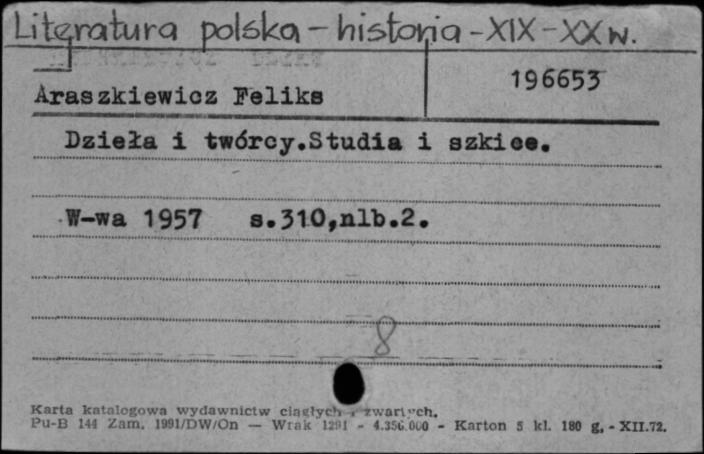 Literatura polska - historia - XIX - XX w.
196653
Araszkiewicz Feliks
Dzieła i twórcy.Studia i szkice.
W-wa 1957 s.310,nlb.2.
8
Karta katalogowa wydawnictw ciągłych i zwartych.
Pu-B 144 Zam. 1991/DW/On — Wrak 1291 - 4.356.000 - Karton 5 kl. 180 g. - XII.72.